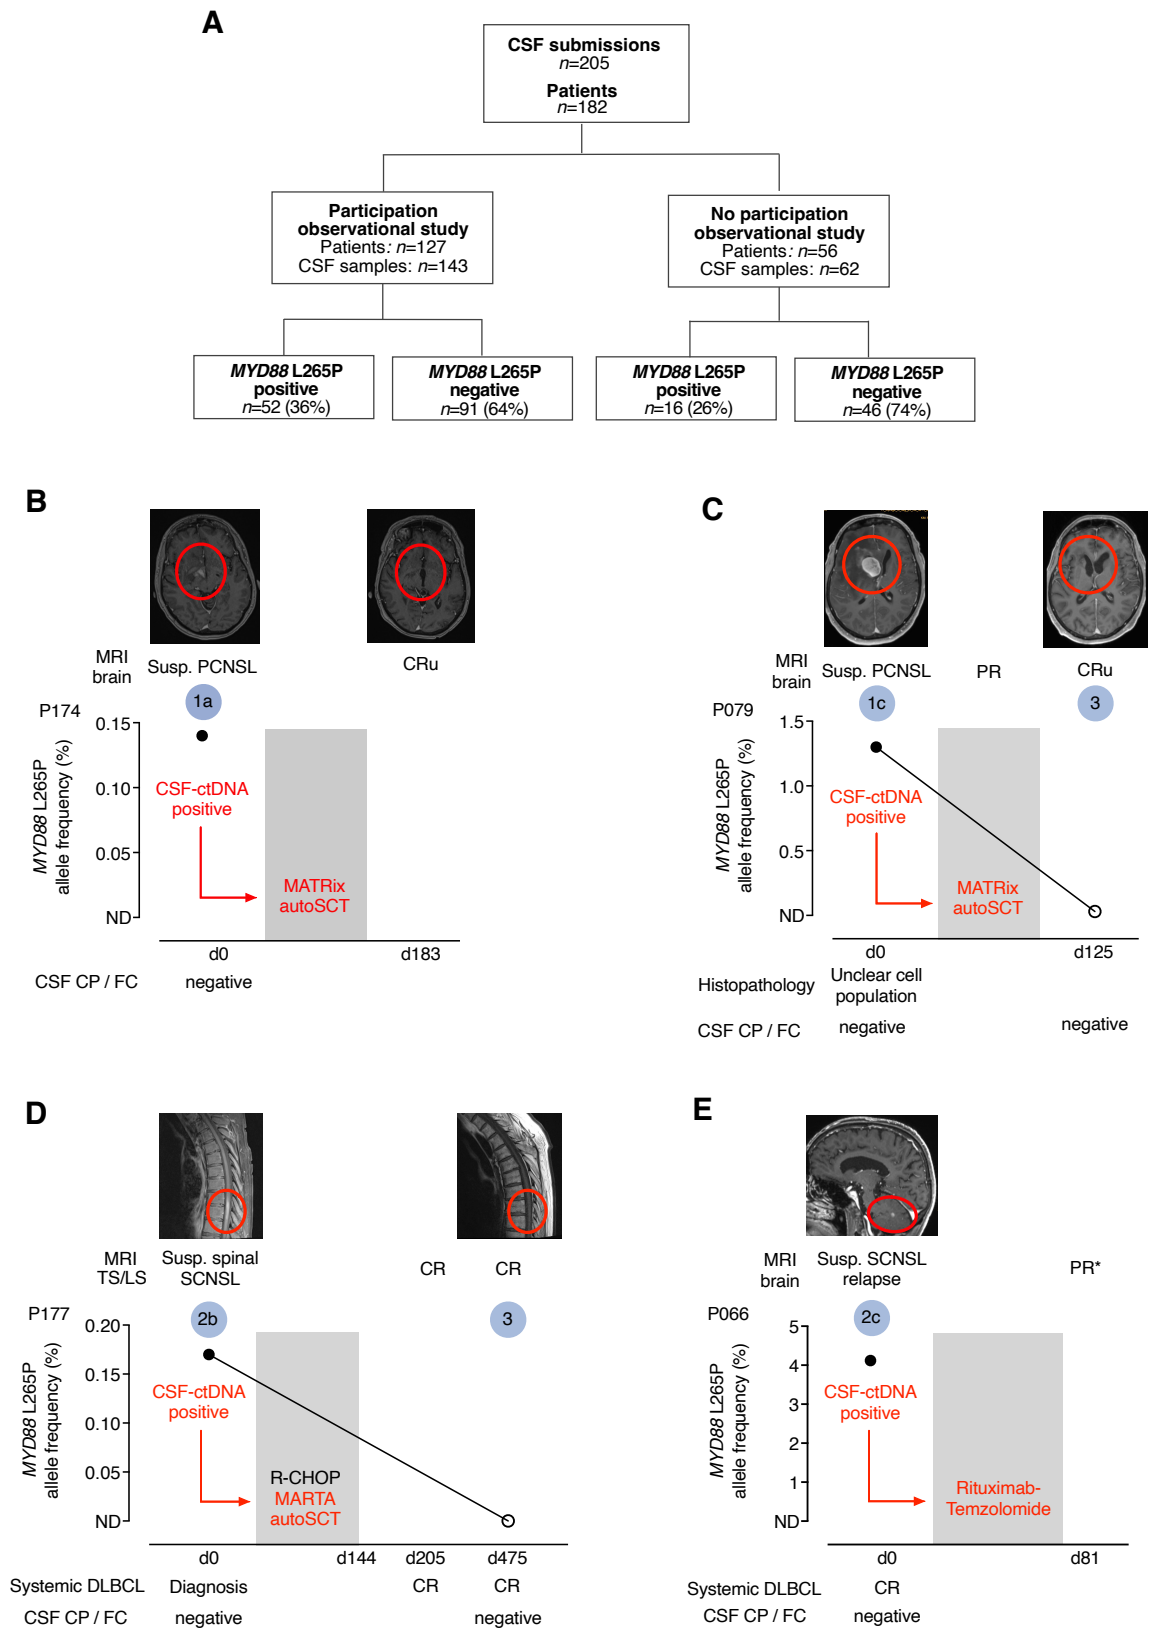 A
CSF submissions
n=205
Patients
n=182
Participation
observational study
Patients: n=127
CSF samples: n=143
No participation
observational study
Patients: n=56
CSF samples: n=62
MYD88 L265P
positive
n=52 (36%)
MYD88 L265P
negative
n=91 (64%)
MYD88 L265P
positive
n=16 (26%)
MYD88 L265P
negative
n=46 (74%)
B
MRI
brain
Susp. PCNSL
CRu
P174
1a
MYD88 L265P
allele frequency (%)
0.15
0.10
0.05
ND
CSF-ctDNA
positive
MATRix
autoSCT
d0
d183
CSF CP / FC
negative
C
MRI
brain
Susp. PCNSL
PR
CRu
P079
1c
3
MYD88 L265P
allele frequency (%)
1.5
1.0
0.5
ND
CSF-ctDNA
positive
MATRix
autoSCT
d0
d125
Histopathology
Unclear cell
population
CSF CP / FC
negative
negative
D
MRI
TS/LS
Susp. spinal
SCNSL
CR
CR
P177
2b
3
MYD88 L265P
allele frequency (%)
0.20
0.15
0.10
0.05
ND
CSF-ctDNA
positive
R-CHOP
MARTA
autoSCT
d0
d144
d205
d475
Systemic DLBCL
Diagnosis
CR
CR
CSF CP / FC
negative
negative
E
MRI
brain
Susp. SCNSL
relapse
PR*
P066
2c
MYD88 L265P
allele frequency (%)
5
4
3
2
1
ND
CSF-ctDNA
positive
Rituximab-
Temzolomide
d0
d81
Systemic DLBCL
CR
CSF CP / FC
negative